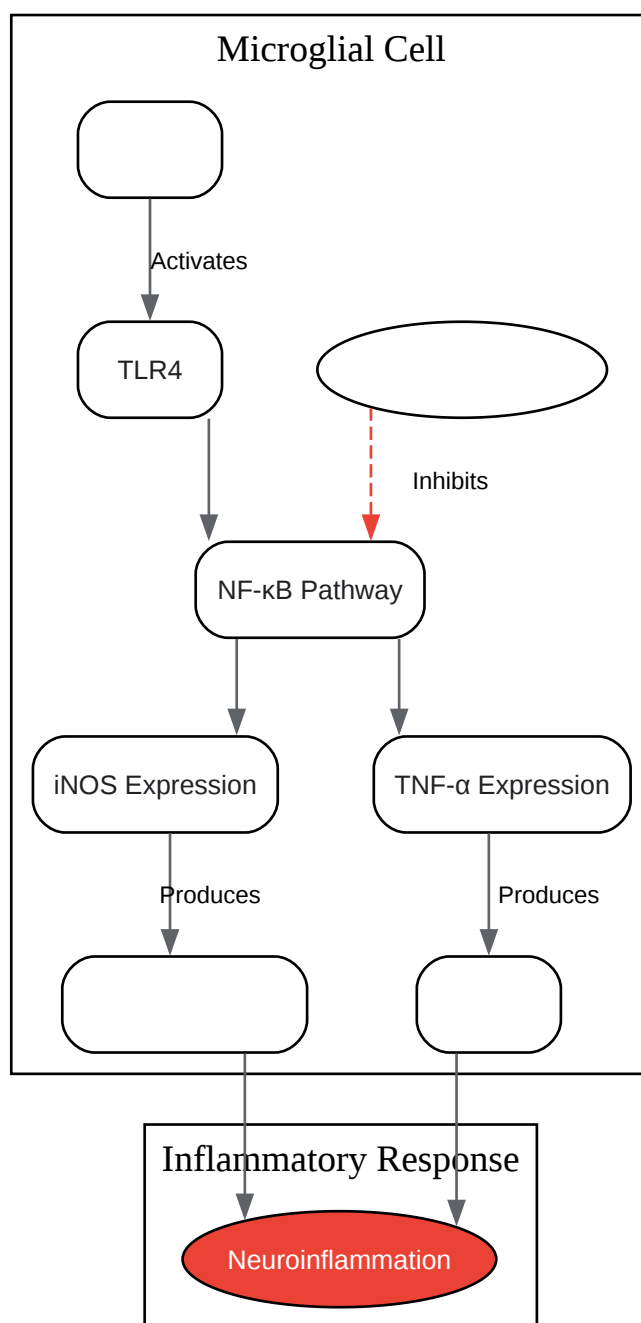 Microglial Cell
Activates
TLR4
Inhibits
NF-κB Pathway
iNOS Expression
TNF-α Expression
Produces
Produces
Inflammatory Response
Neuroinflammation